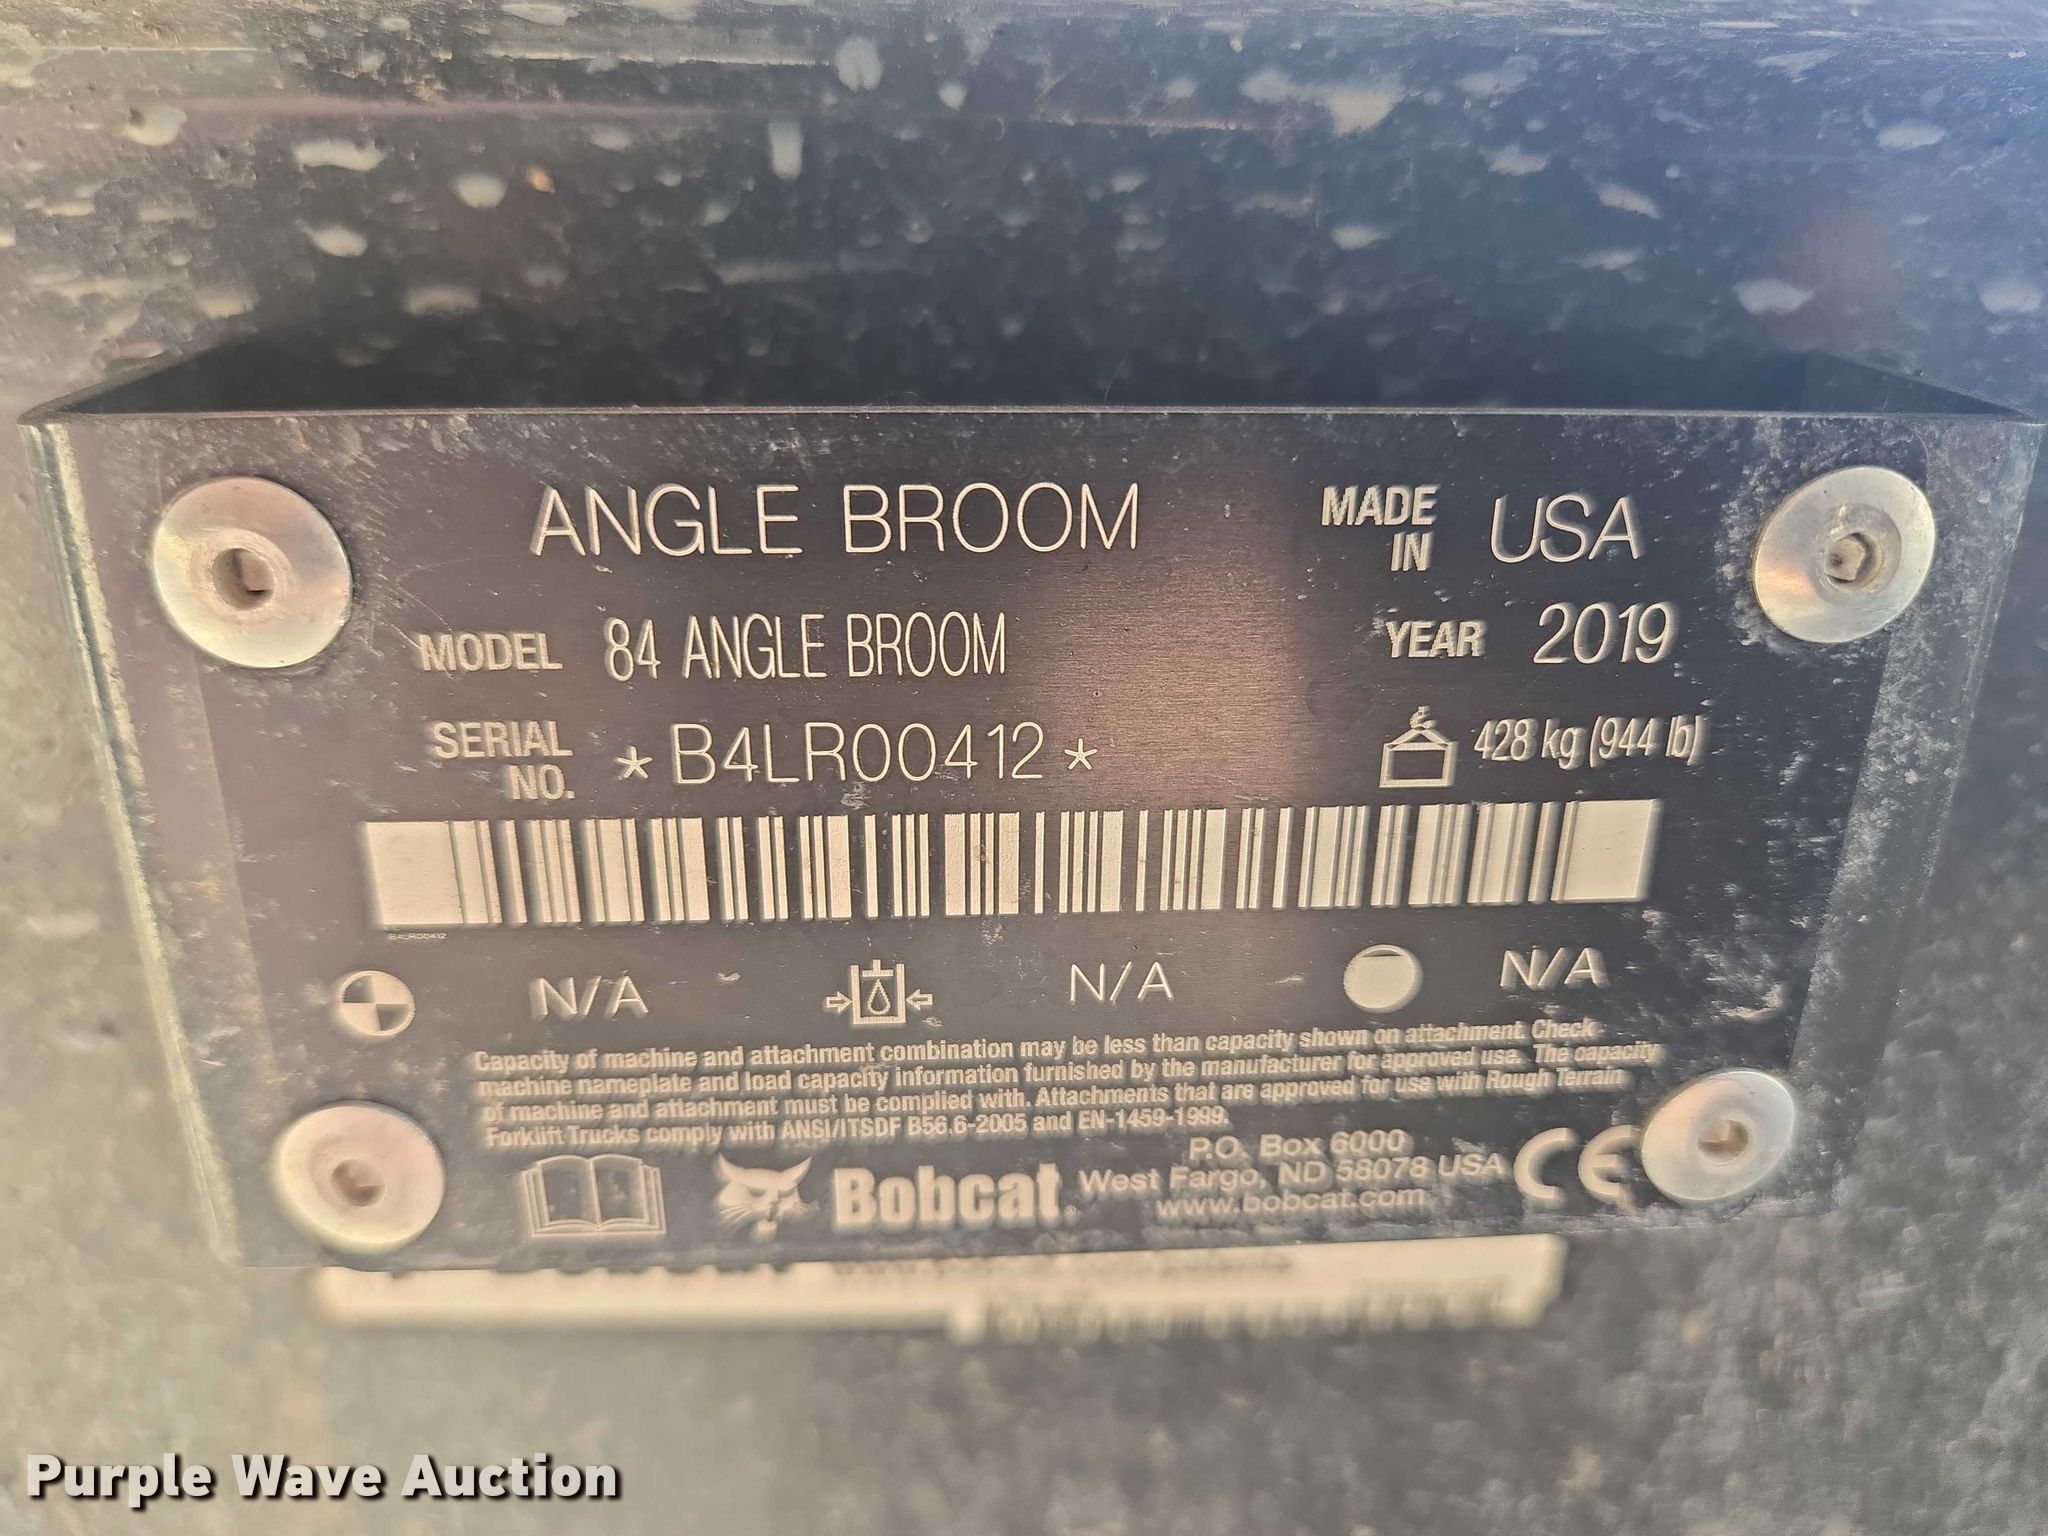 ANGLE BROOM
MADE IN USA
MODEL 84 ANGLE BROOM
YEAR 2019
SERIAL NO. *B4LR00412*
428 kg (944 lb)
B4LR00412
N/A N/A N/A
Capacity of machine and attachment combination may be less than capacity shown on attachment. Check
machine nameplate and load capacity information furnished by the manufacturer for approved use. The capacity
of machine and attachment must be complied with. Attachments that are approved for use with Rough Terrain
Forklift Trucks comply with ANSI/ITSDF B56.6-2005 and EN-1459-1999.
Bobcat®
P.O. Box 6000
West Fargo, ND 58078 USA
www.bobcat.com
CE
Purple Wave Auction